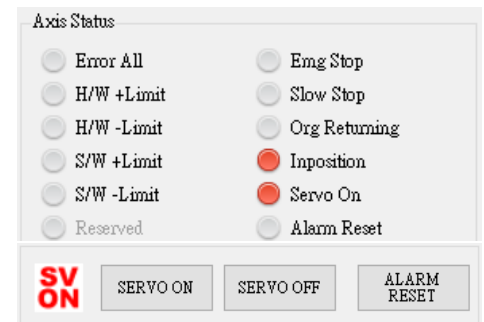 Axis Status
Error All
Emg Stop
H/W +Limit
Slow Stop
H/W -Limit
Org Returning
S/W +Limit
Inposition
S/W -Limit
Servo On
Reserved
Alarm Reset
SV
ON
SERVO ON
SERVO OFF
ALARM
RESET